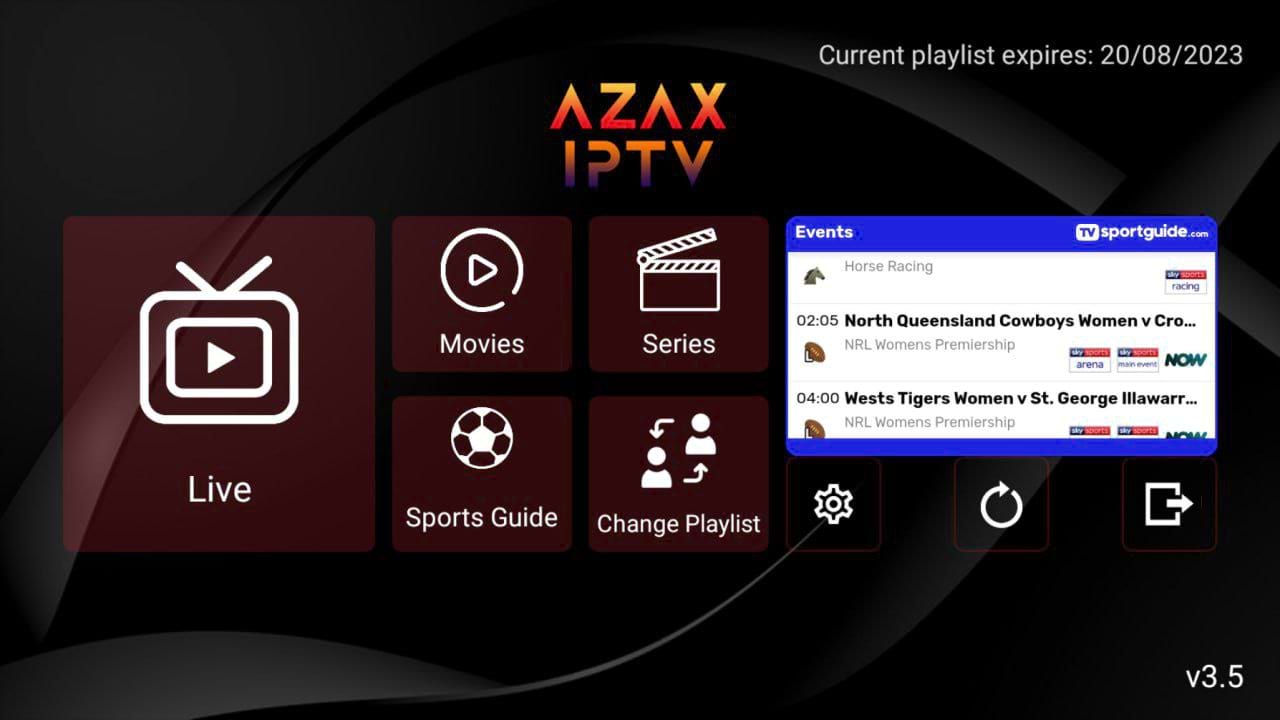 Current playlist expires: 20/08/2023
AZAX
IPTV
Live
Movies
Series
Sports Guide
Change Playlist
Events
TV sportguide.com
Horse Racing
sky sports
racing
02:05 North Queensland Cowboys Women v Cro...
NRL Womens Premiership
sky sports
arena
sky sports
main event
NOW
04:00 Wests Tigers Women v St. George Illawarr...
NRL Womens Premiership
sky sports
sky sports
NOW
v3.5